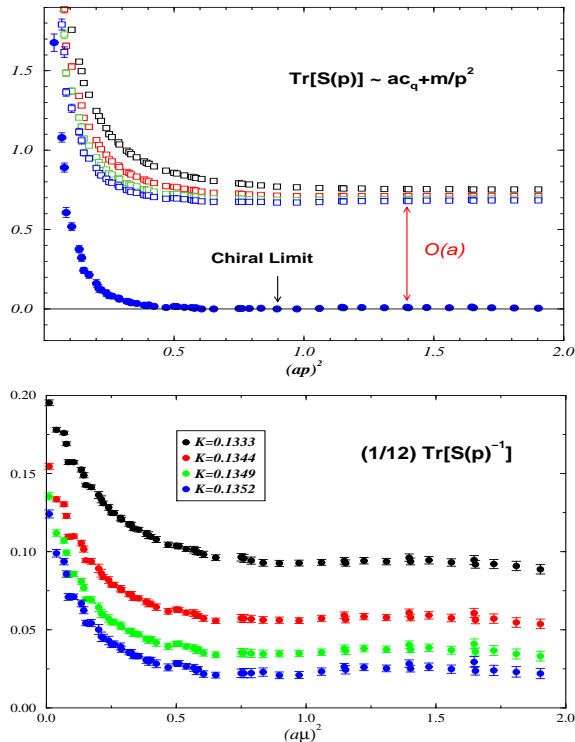 Tr[S(p)] ~ ac_q+m/p^2
1.5
1.0
Chiral Limit
O(a)
0.5
0.0
0.5
1.0
1.5
2.0
(ap)^2
0.20
K=0.1333
K=0.1344
K=0.1349
K=0.1352
(1/12) Tr[S(p)^−1]
0.15
0.10
0.05
0.00
0.0
0.5
1.0
1.5
2.0
(aμ)^2